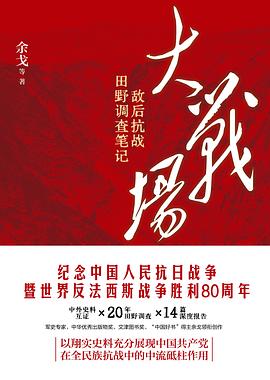 余戈 等 著
大戰場
敌后抗战
田野调查笔记
纪念中国人民抗日战争
暨世界反法西斯战争胜利80周年
中外史料互证×20年田野调查×14篇深度报告
军史专家,中华优秀出版物奖、文津图书奖、“中国好书”得主余戈领衔创作
以翔实史料充分展现中国共产党
在全民族抗战中的中流砥柱作用